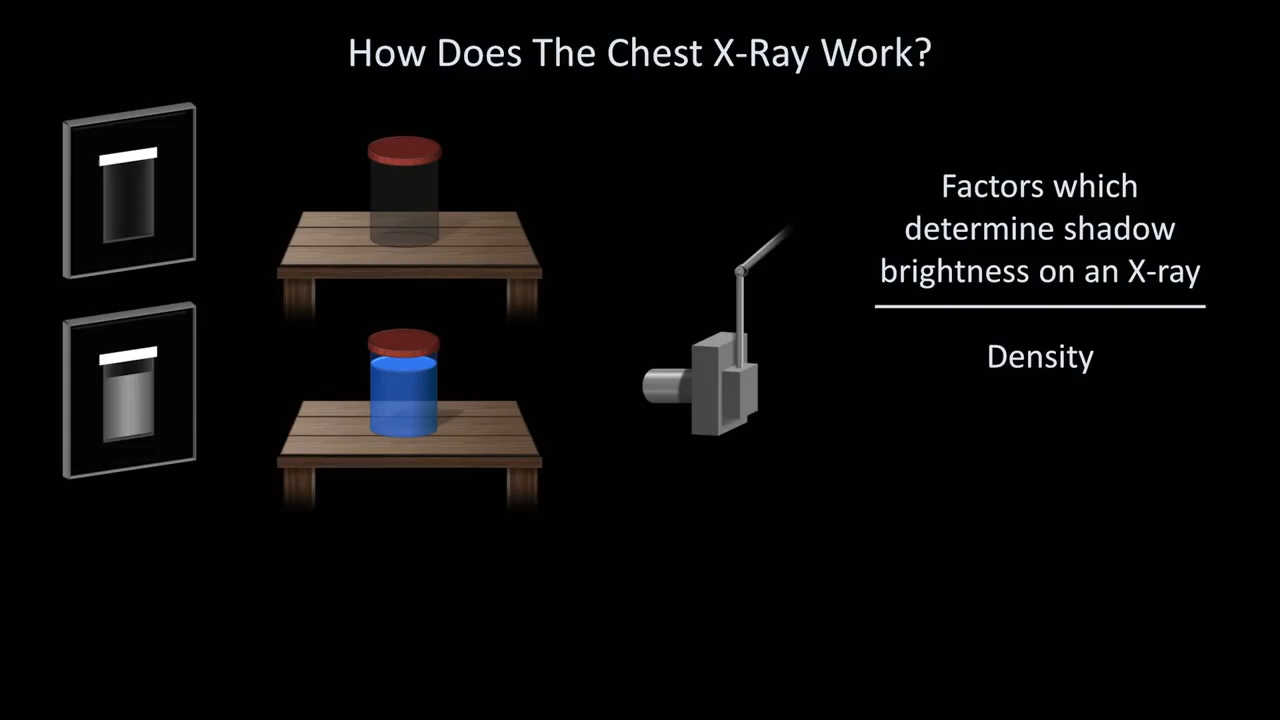 How Does The Chest X-Ray Work?
Factors which
determine shadow
brightness on an X-ray
Density